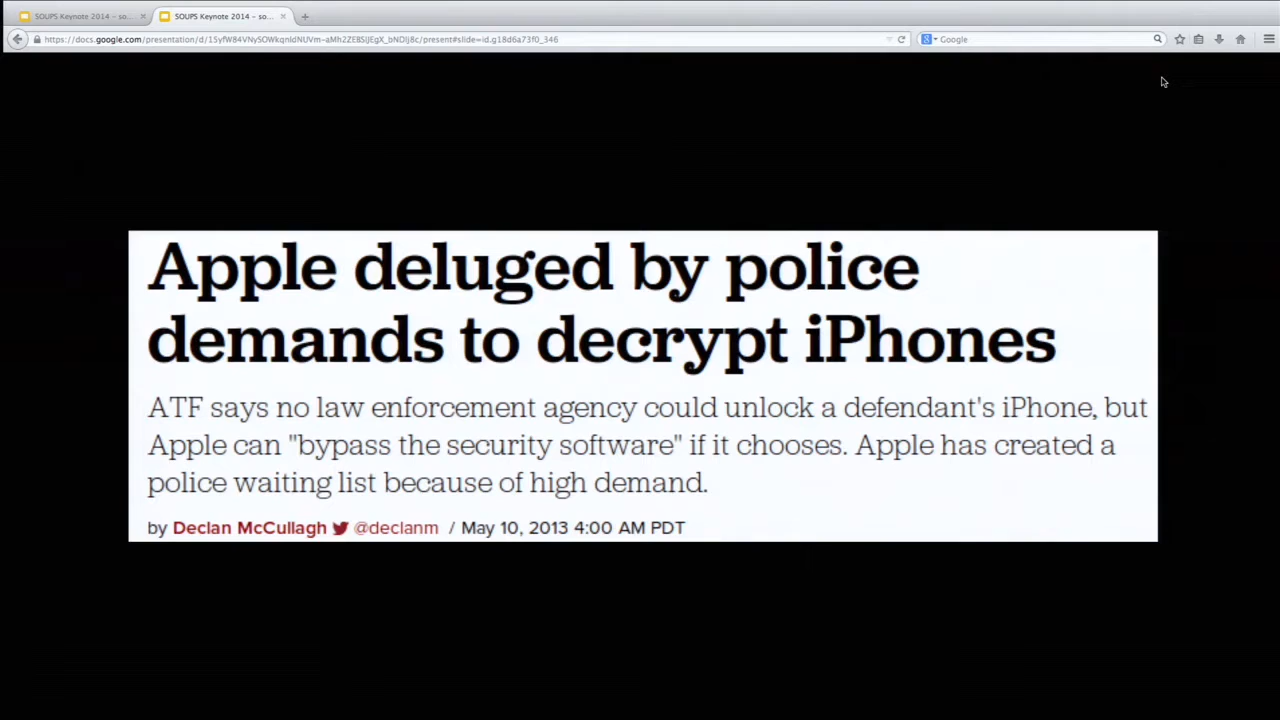 SOUPS Keynote 2014 – so...
SOUPS Keynote 2014 – so...
Google
Apple deluged by police
demands to decrypt iPhones
ATF says no law enforcement agency could unlock a defendant's iPhone, but
Apple can "bypass the security software" if it chooses. Apple has created a
police waiting list because of high demand.
by Declan McCullagh @declanm / May 10, 2013 4:00 AM PDT